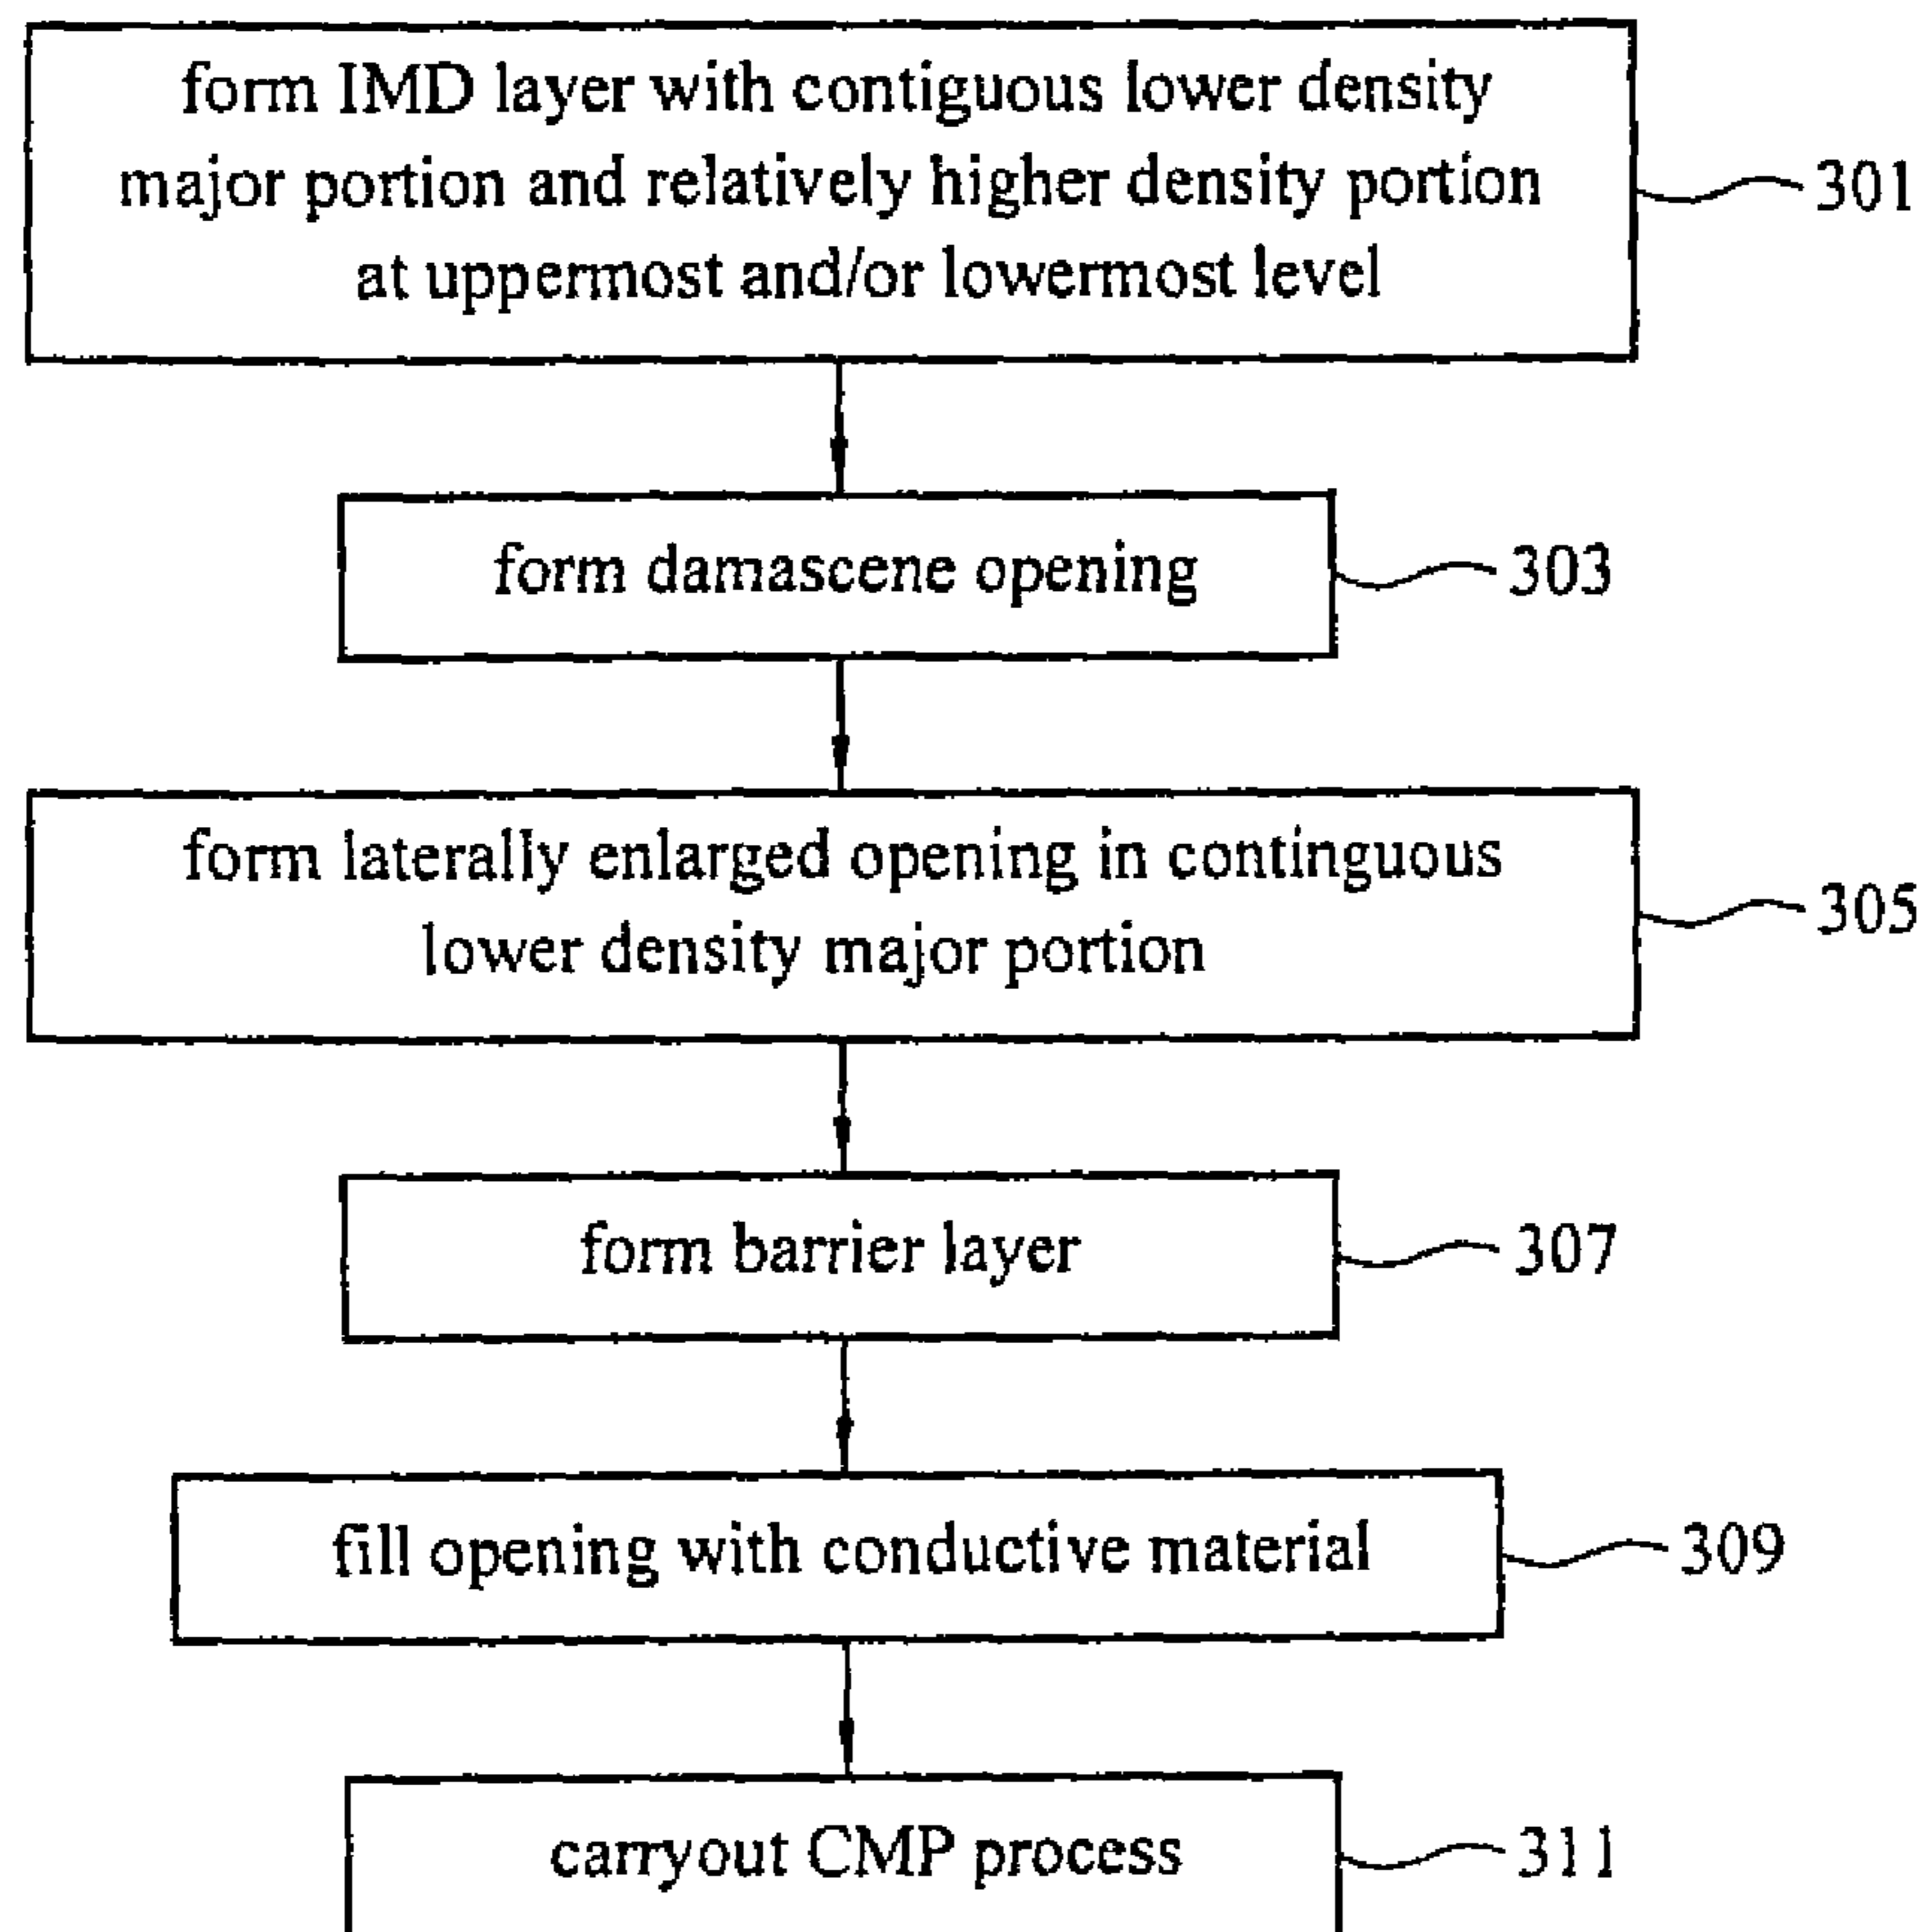 form IMD layer with contiguous lower density
major portion and relatively higher density portion
at uppermost and/or lowermost level
301
form damascene opening
303
form laterally enlarged opening in continguous
lower density major portion
305
form barrier layer
307
fill opening with conductive material
309
carryout CMP process
311